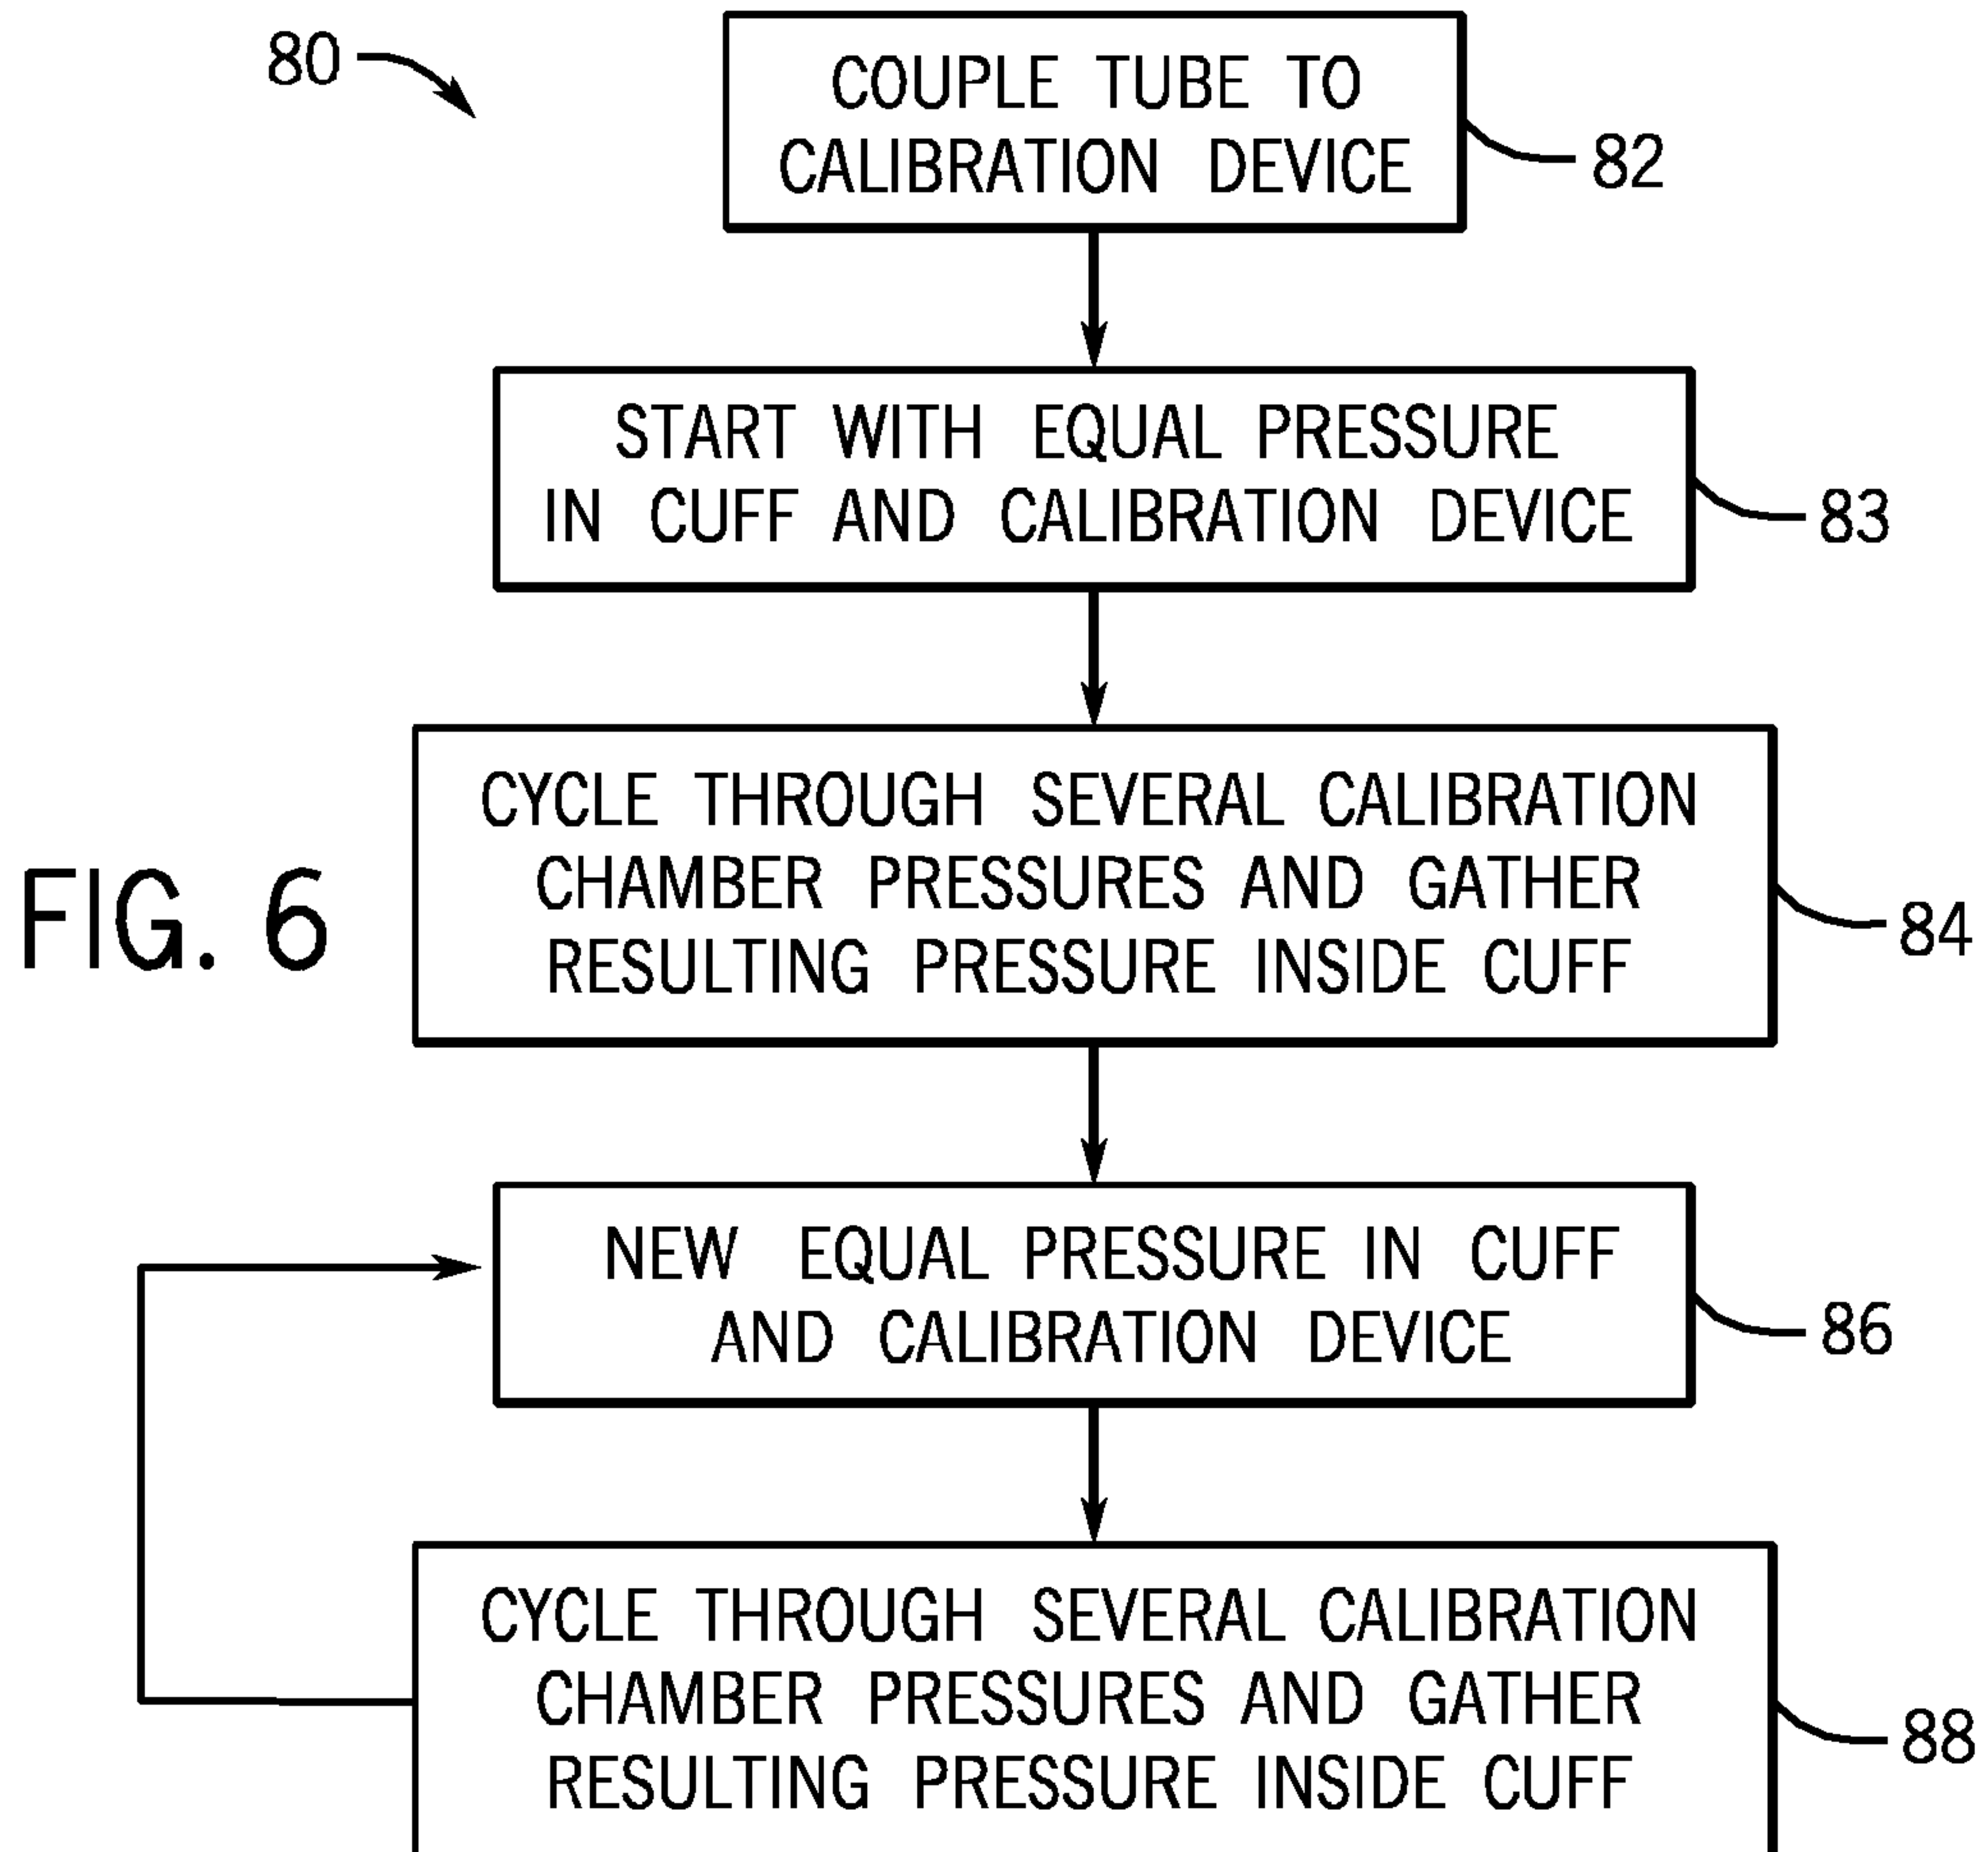 80
COUPLE TUBE TO
CALIBRATION DEVICE
82
START WITH EQUAL PRESSURE
IN CUFF AND CALIBRATION DEVICE
83
CYCLE THROUGH SEVERAL CALIBRATION
CHAMBER PRESSURES AND GATHER
RESULTING PRESSURE INSIDE CUFF
84
FIG. 6
NEW EQUAL PRESSURE IN CUFF
AND CALIBRATION DEVICE
86
CYCLE THROUGH SEVERAL CALIBRATION
CHAMBER PRESSURES AND GATHER
RESULTING PRESSURE INSIDE CUFF
88